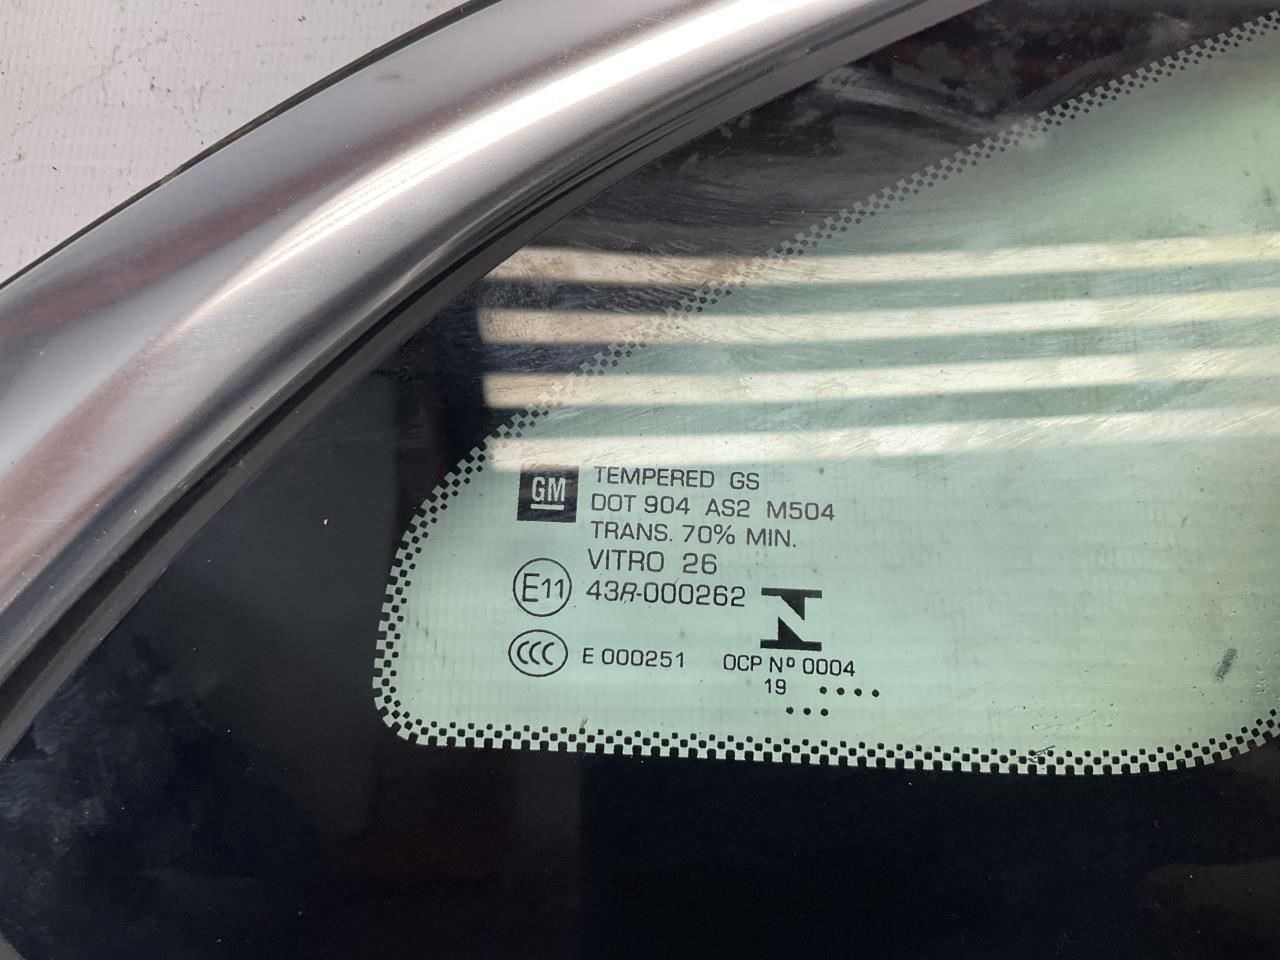 GM
TEMPERED GS
DOT 904 AS2 M504
TRANS. 70% MIN.
VITRO 26
E11 43R-000262
CCC E 000251 OCP Nº 0004
19